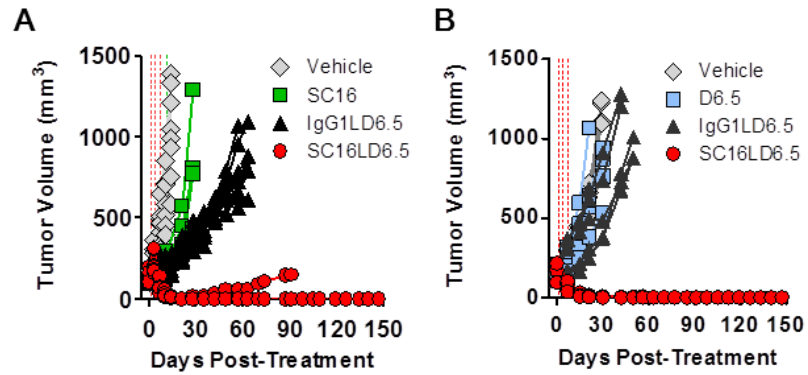 A
Tumor Volume (mm³)
1500
1000
500
0
Vehicle
SC16
IgG1LD6.5
SC16LD6.5
0 30 60 90 120 150
Days Post-Treatment
B
Tumor Volume (mm³)
1500
1000
500
0
Vehicle
D6.5
IgG1LD6.5
SC16LD6.5
0 30 60 90 120 150
Days Post-Treatment